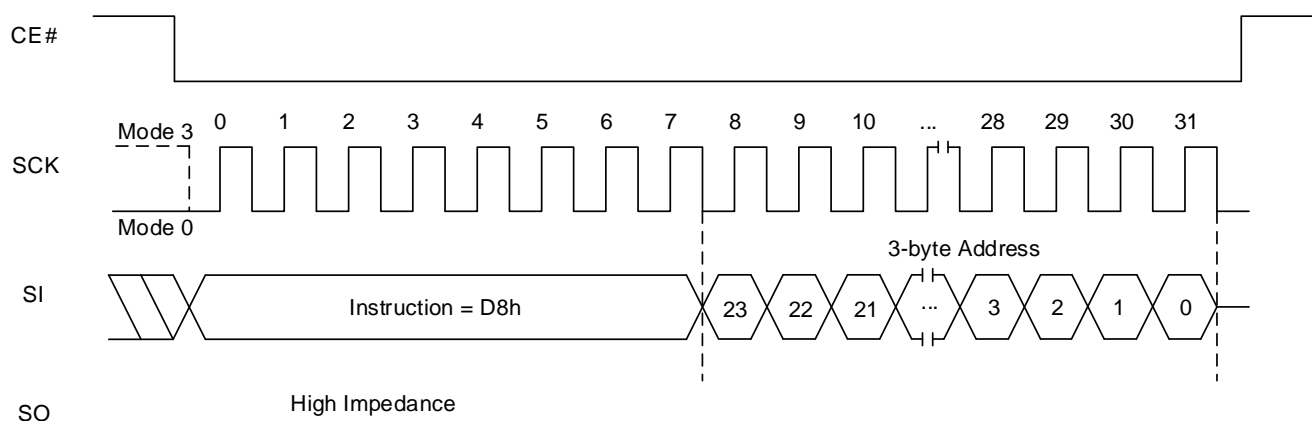 CE#
Mode 3 0 1 2 3 4 5 6 7 8 9 10 ... 28 29 30 31
SCK
Mode 0
3-byte Address
SI Instruction = D8h 23 22 21 ... 3 2 1 0
High Impedance
SO